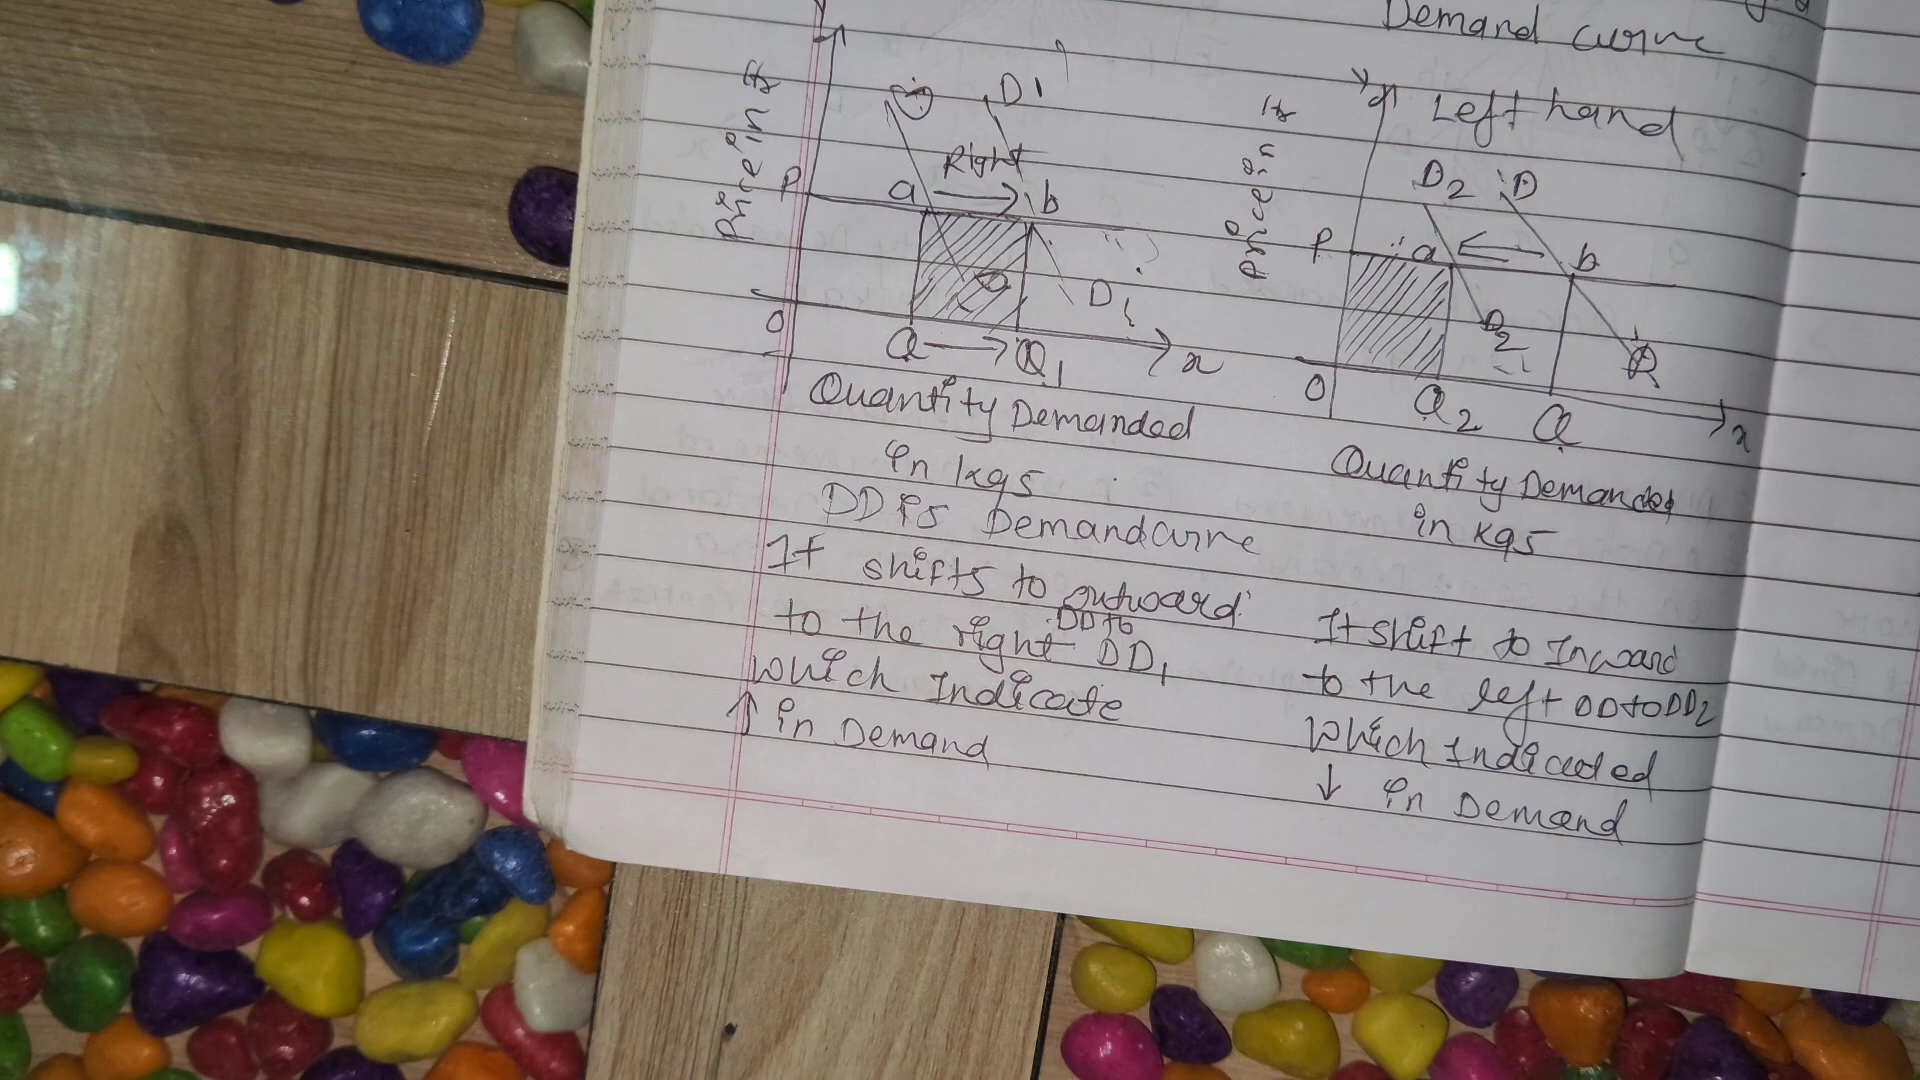 Demand curve
y
D1
Right
Price in ₹
P
a
b
D1
0
Q
Q1
x
Quantity Demanded
in kgs
DD is Demandcurve
It shifts to outward
to the right DD to DD1
which Indicate
↑ in Demand
y
Left hand
Price in ₹
D2
D
P
a
b
D2
0
Q2
Q
x
Quantity Demanded
in kgs
It shift to Inward
to the left DD to DD2
Which Indicated
↓ in Demand